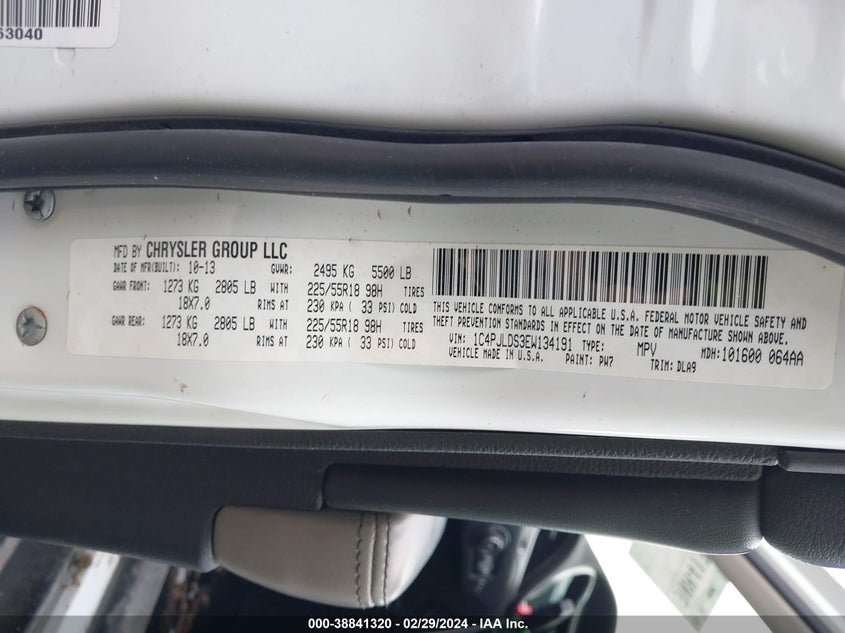 63040
MFD BY CHRYSLER GROUP LLC
DATE OF MFR(BUILT): 10-13 GVWR: 2495 KG 5500 LB
GAWR FRONT: 1273 KG 2805 LB WITH 225/55R18 98H TIRES
18X7.0 RIMS AT 230 KPA ( 33 PSI) COLD
GAWR REAR: 1273 KG 2805 LB WITH 225/55R18 98H TIRES
18X7.0 RIMS AT 230 KPA ( 33 PSI) COLD
THIS VEHICLE CONFORMS TO ALL APPLICABLE U.S.A. FEDERAL MOTOR VEHICLE SAFETY AND
THEFT PREVENTION STANDARDS IN EFFECT ON THE DATE OF MANUFACTURE SHOWN ABOVE.
VIN: 1C4PJLDS3EW134191 TYPE: MPV MDH:101600 064AA
VEHICLE MADE IN U.S.A. PAINT: PW7 TRIM: DLA9
000-38841320 - 02/29/2024 - IAA Inc.